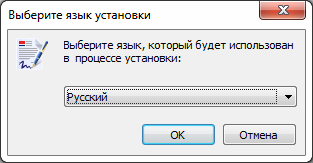 Выберите язык установки
Выберите язык, который будет использован
в процессе установки:
Русский
OK
Отмена